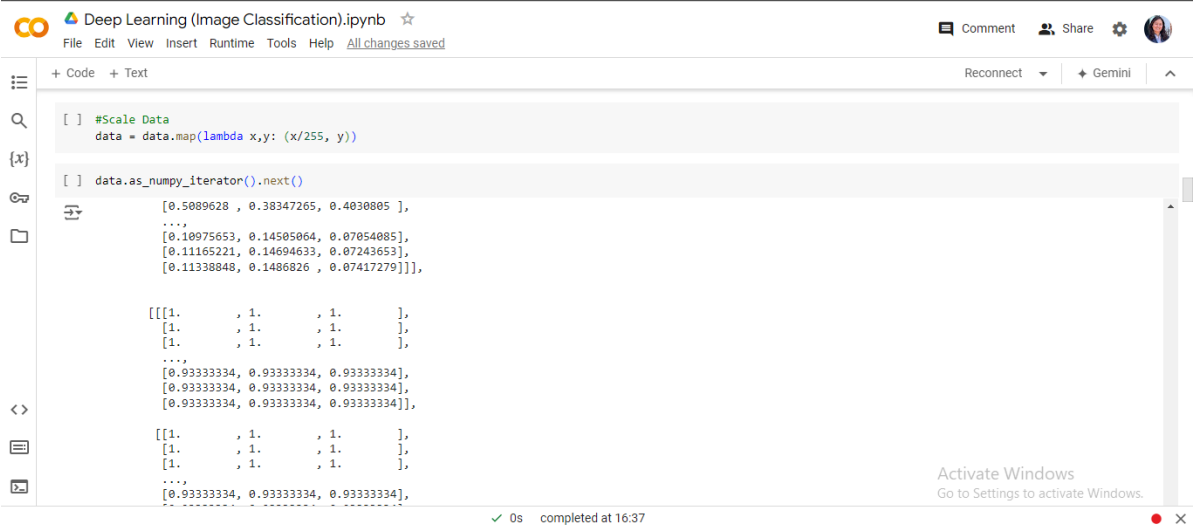 Deep Learning (Image Classification).ipynb
File Edit View Insert Runtime Tools Help All changes saved
Comment Share
+ Code + Text
Reconnect Gemini
[ ] #Scale Data
data = data.map(lambda x,y: (x/255, y))
[ ] data.as_numpy_iterator().next()
[0.5089628 , 0.38347265, 0.4030805 ],
...,
[0.10975653, 0.14505064, 0.07054085],
[0.11165221, 0.14694633, 0.07243653],
[0.11338848, 0.1486826 , 0.07417279]]],
[[[1. , 1. , 1. ],
[1. , 1. , 1. ],
[1. , 1. , 1. ],
...,
[0.93333334, 0.93333334, 0.93333334],
[0.93333334, 0.93333334, 0.93333334],
[0.93333334, 0.93333334, 0.93333334]],
[[1. , 1. , 1. ],
[1. , 1. , 1. ],
[1. , 1. , 1. ],
...,
[0.93333334, 0.93333334, 0.93333334],
Activate Windows
Go to Settings to activate Windows.
0s completed at 16:37